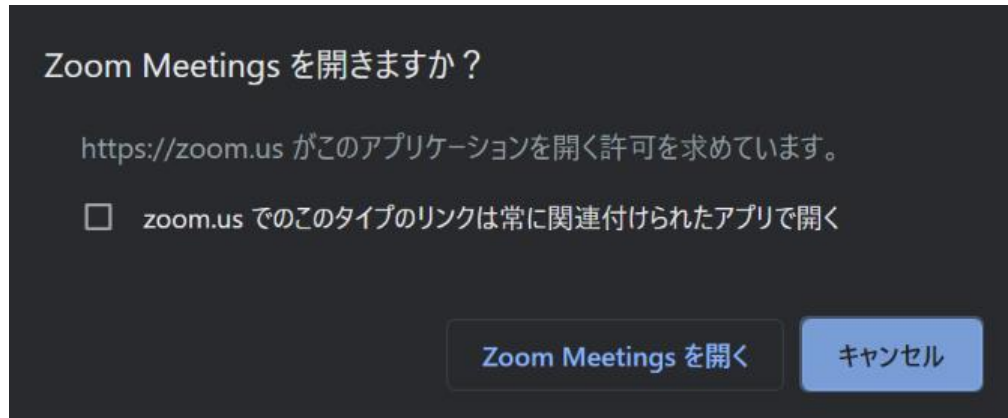 Zoom Meetings を開きますか？
https://zoom.us がこのアプリケーションを開く許可を求めています。
zoom.us でのこのタイプのリンクは常に関連付けられたアプリで開く
Zoom Meetings を開く
キャンセル